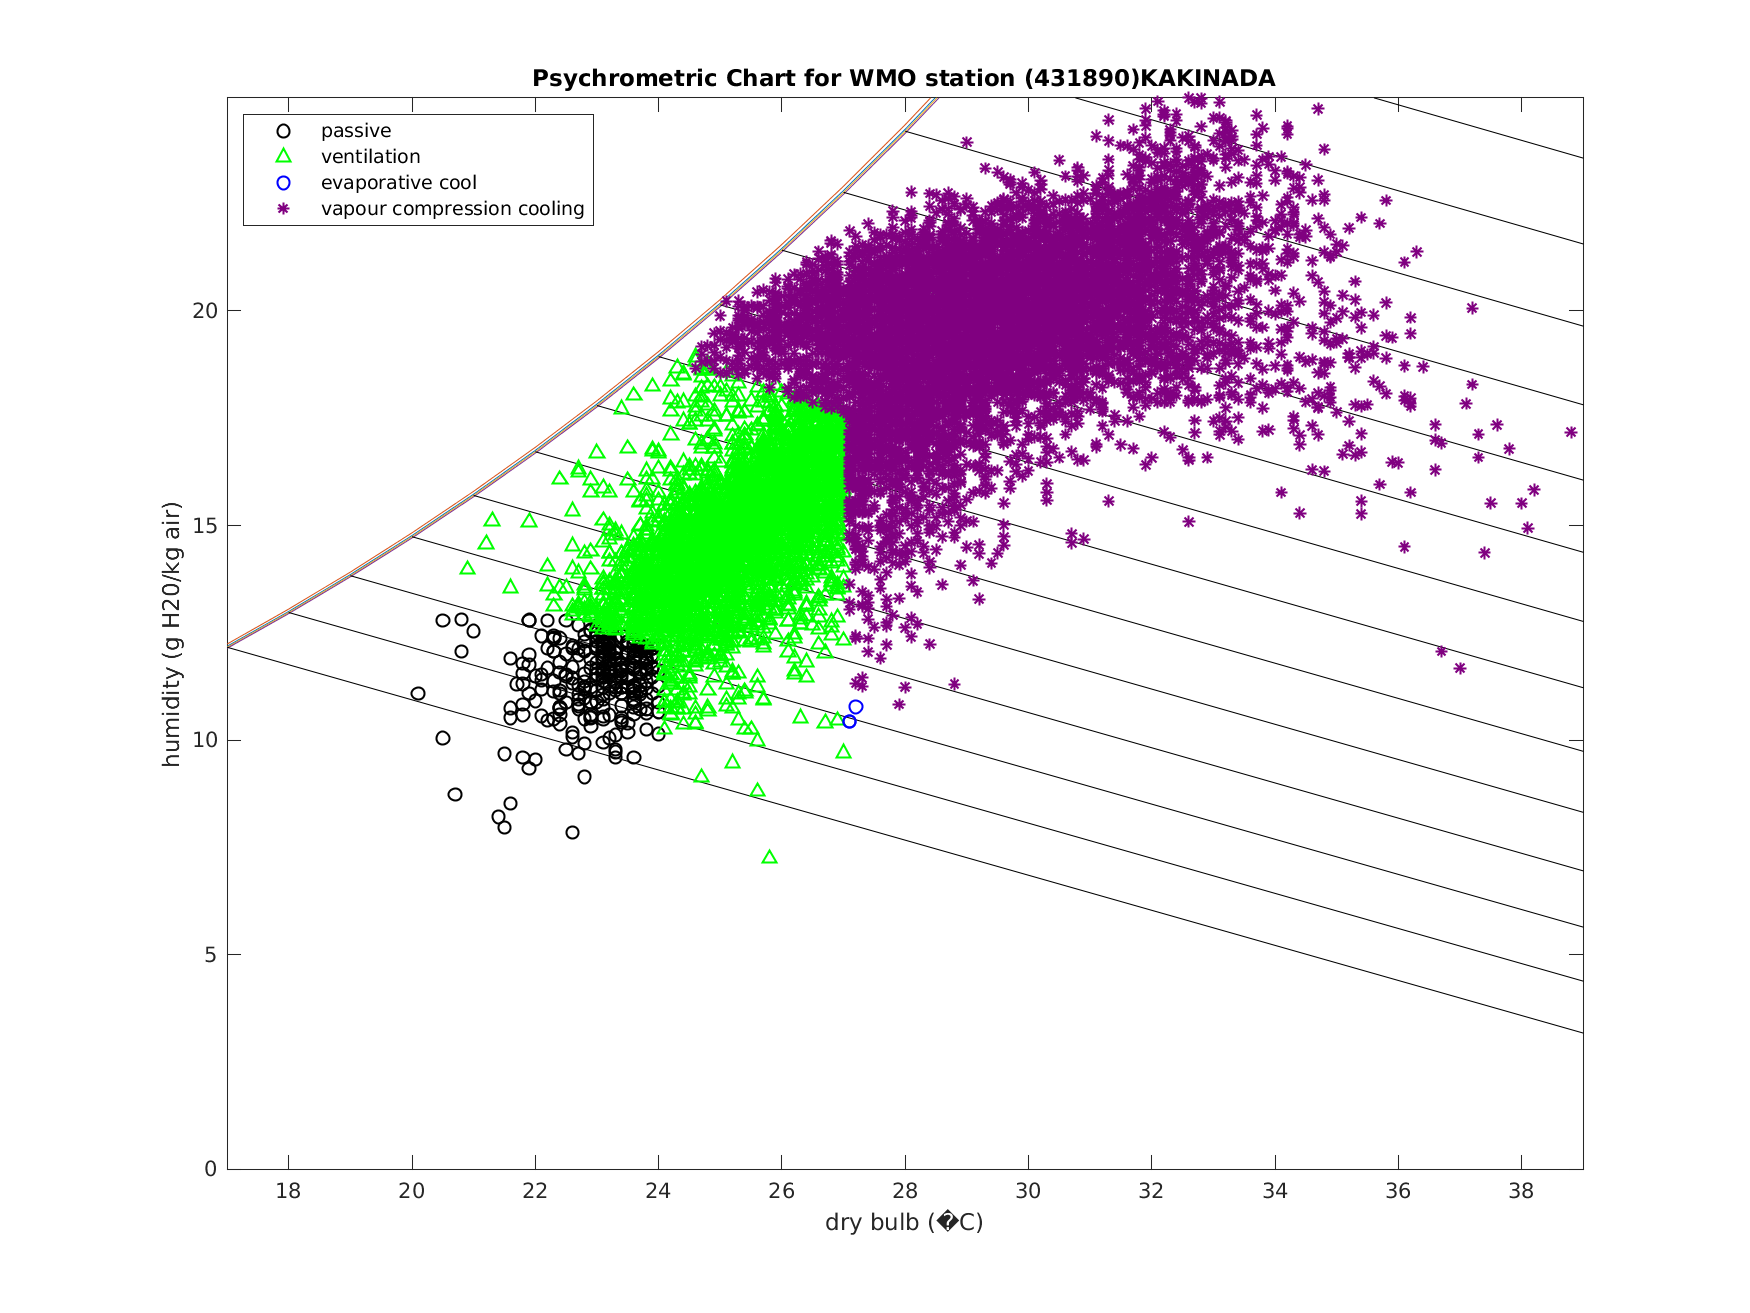 Psychrometric Chart for WMO station (431890)KAKINADA
passive
ventilation
evaporative cool
vapour compression cooling
humidity (g H20/kg air)
20
15
10
5
0
18 20 22 24 26 28 30 32 34 36 38
dry bulb (�C)